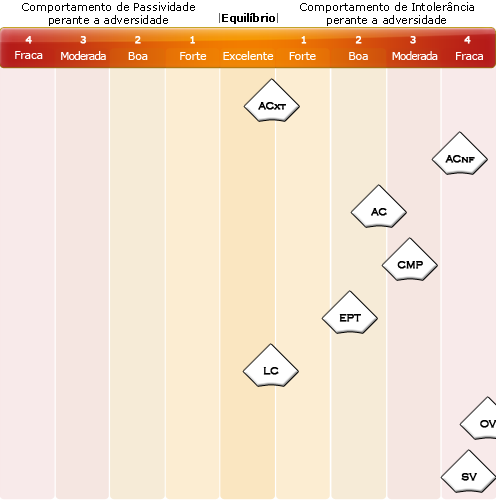 Comportamento de Passividade
perante a adversidade
|Equilíbrio|
Comportamento de Intolerância
perante a adversidade
4 3 2 1 1 2 3 4
Fraca Moderada Boa Forte Excelente Forte Boa Moderada Fraca
ACXT
ACNF
AC
CMP
EPT
LC
OV
SV